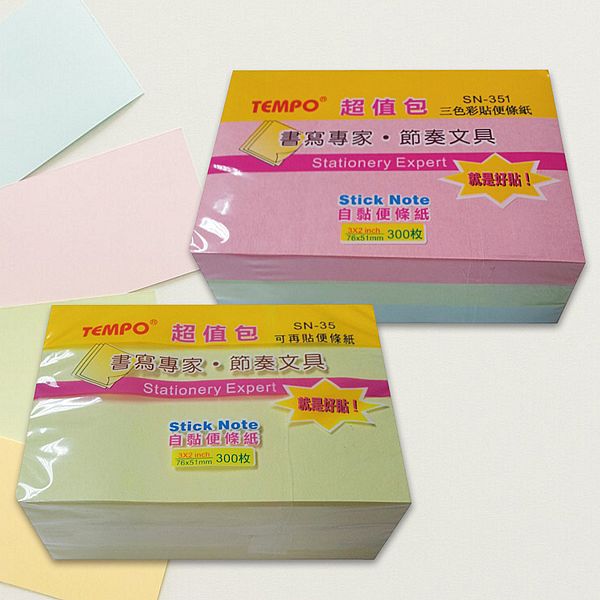 TEMPO® 超值包 SN-351
三色彩貼便條紙
書寫專家・節奏文具
Stationery Expert
就是好貼！
Stick Note
自黏便條紙
3X2 inch
76x51mm 300枚
TEMPO® 超值包 SN-35
可再貼便條紙
書寫專家・節奏文具
Stationery Expert
就是好貼！
Stick Note
自黏便條紙
3X2 inch
76x51mm 300枚